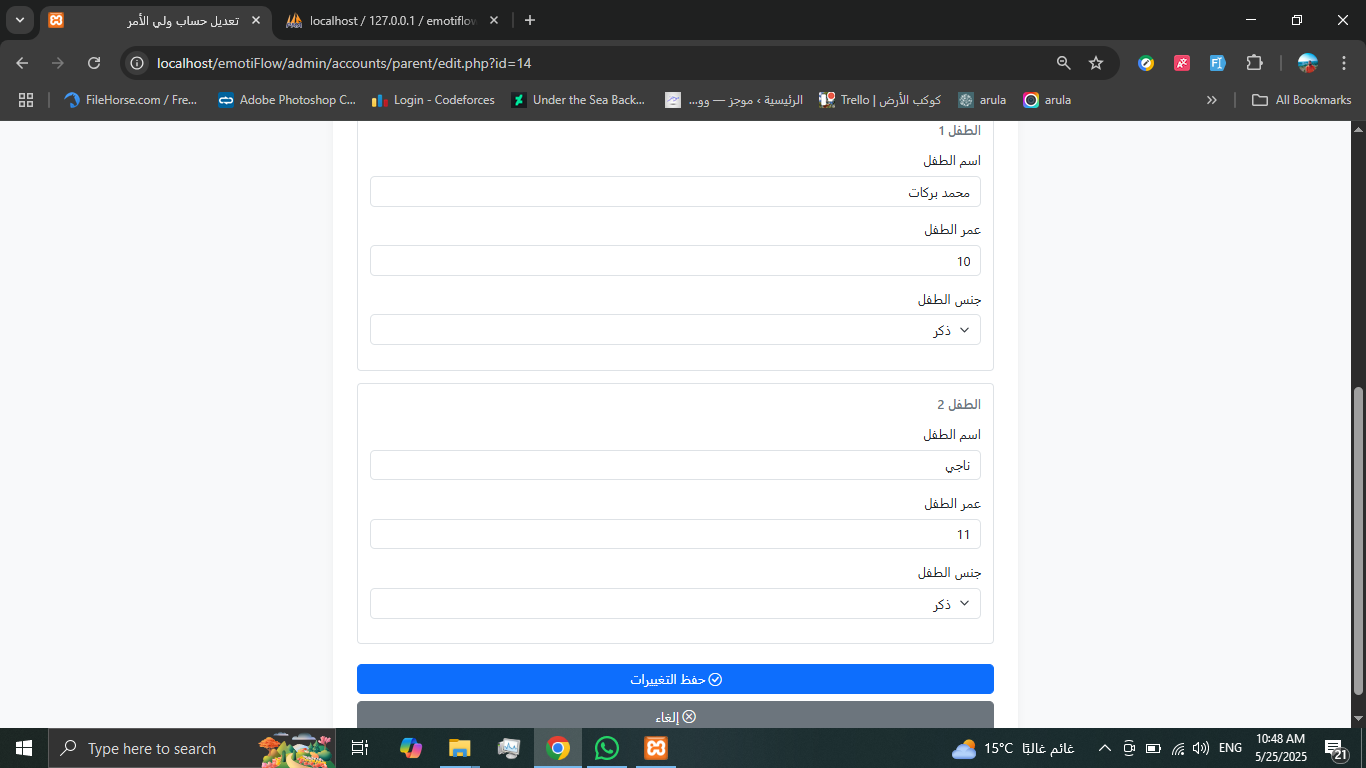 تعديل حساب ولي الأمر
localhost / 127.0.0.1 / emotiflow
localhost/emotiFlow/admin/accounts/parent/edit.php?id=14
FileHorse.com / Fre...
Adobe Photoshop C...
Login - Codeforces
Under the Sea Back...
الرئيسية › موجز — وو...
كوكب الأرض | Trello
arula
arula
All Bookmarks
الطفل 1
اسم الطفل
محمد بركات
عمر الطفل
10
جنس الطفل
ذكر
الطفل 2
اسم الطفل
ناجي
عمر الطفل
11
جنس الطفل
ذكر
حفظ التغييرات
إلغاء
Type here to search
15°C غائم غالبًا
ENG
10:48 AM
5/25/2025
21